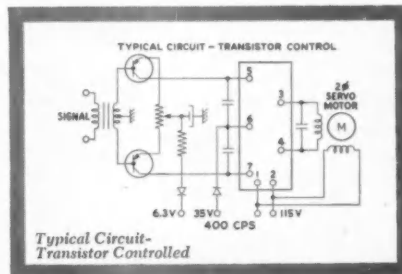 TYPICAL CIRCUIT - TRANSISTOR CONTROL
SIGNAL
5
6
7
3
4
1 2
2ϕ
SERVO
MOTOR
M
6.3V 35V
115V
400 CPS
Typical Circuit-
Transistor Controlled